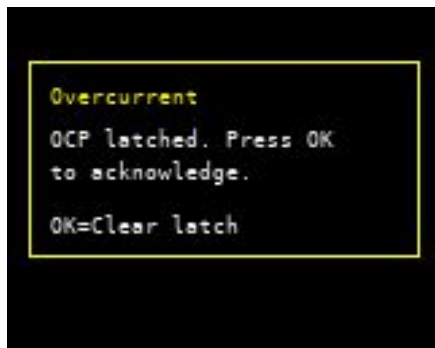 Overcurrent
OCP latched. Press OK
to acknowledge.
OK=Clear latch